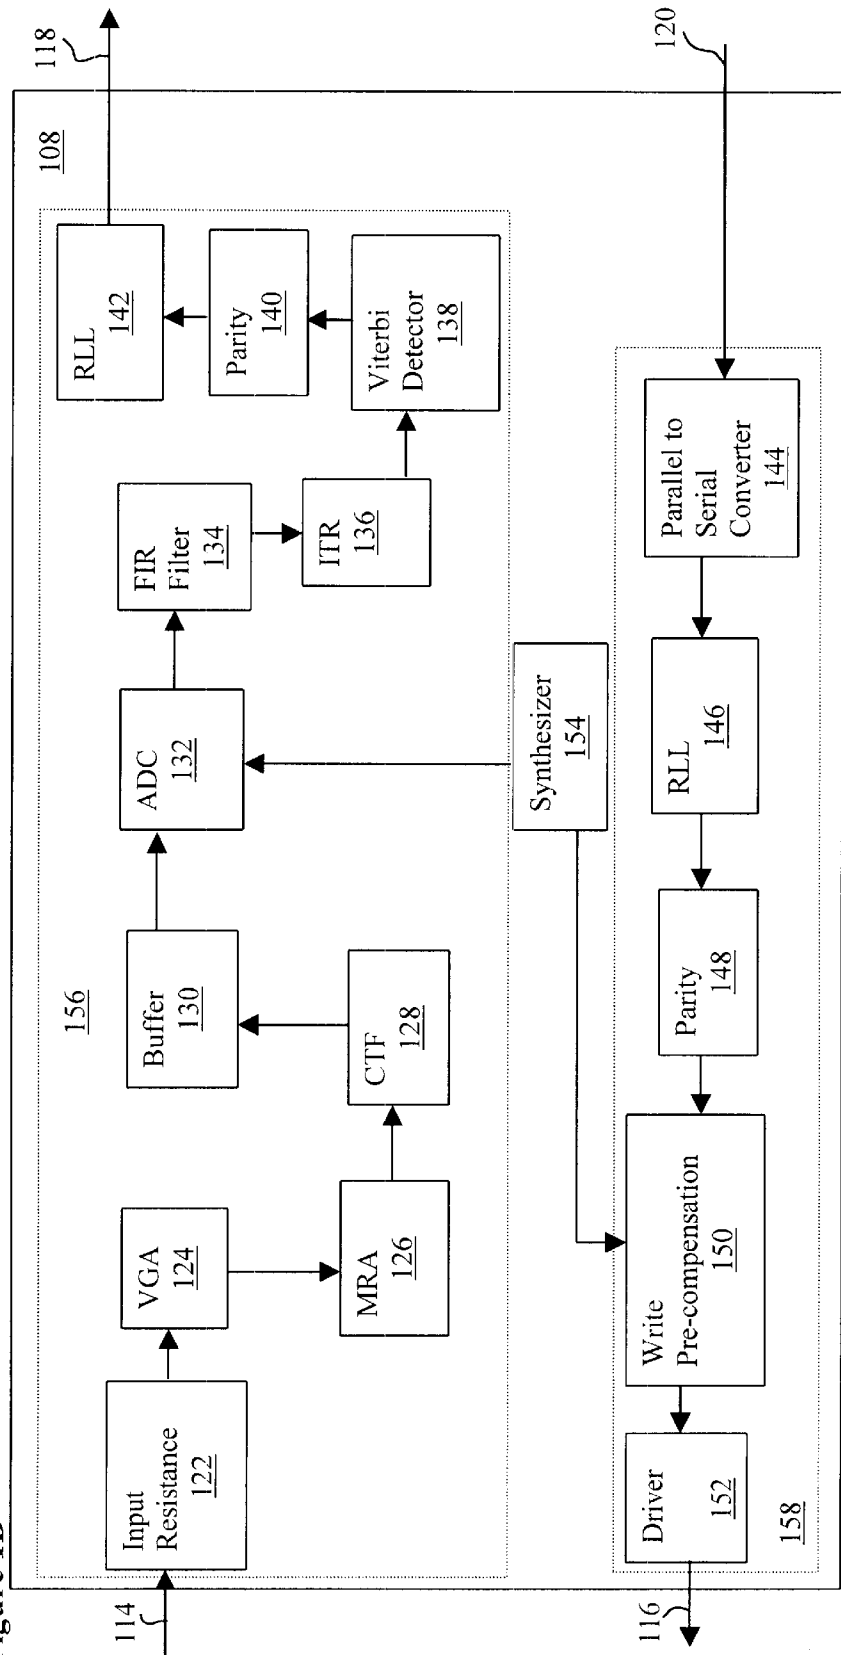 118
120
108
RLL
142
Parity
140
Viterbi
Detector
138
FIR
Filter
134
ITR
136
ADC
132
Synthesizer
154
Parallel to
Serial
Converter
144
RLL
146
Parity
148
156
Buffer
130
CTF
128
VGA
124
MRA
126
Write
Pre-compensation
150
Input
Resistance
122
Driver
152
158
114
116